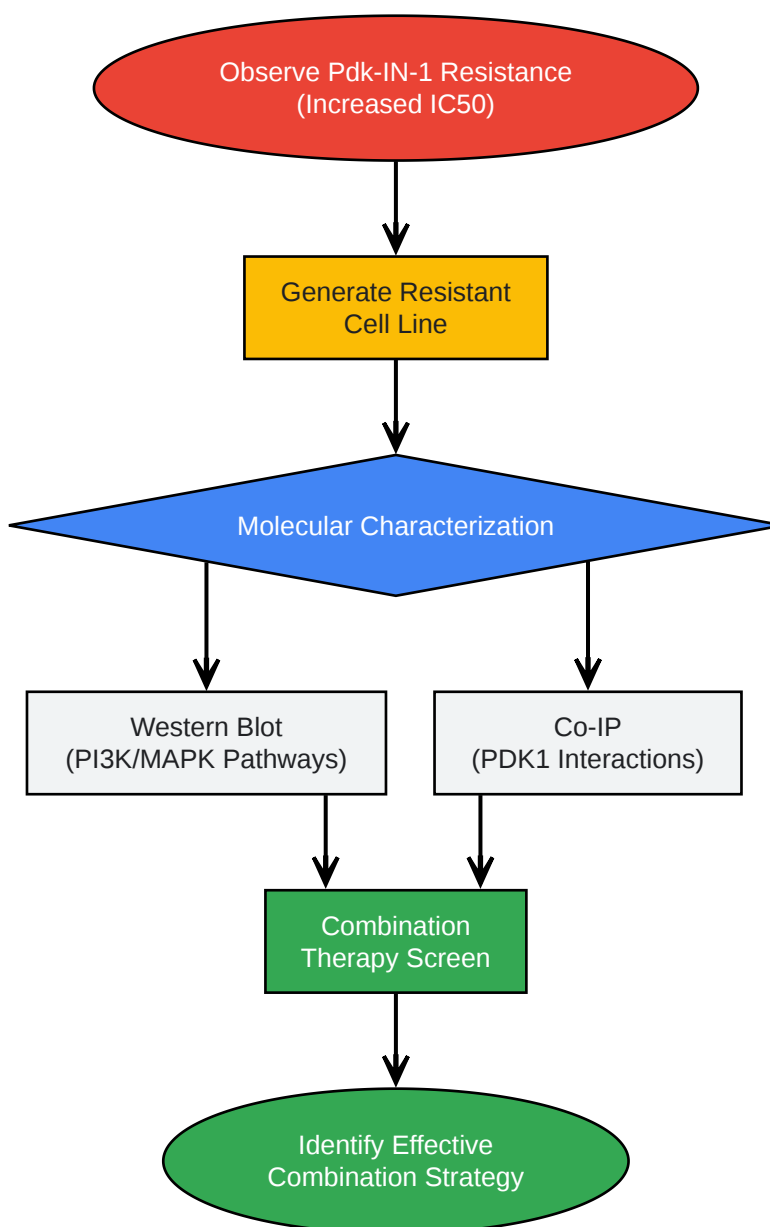 Observe Pdk-IN-1 Resistance
(Increased IC50)
Generate Resistant
Cell Line
Molecular Characterization
Western Blot
(PI3K/MAPK Pathways)
Co-IP
(PDK1 Interactions)
Combination
Therapy Screen
Identify Effective
Combination Strategy